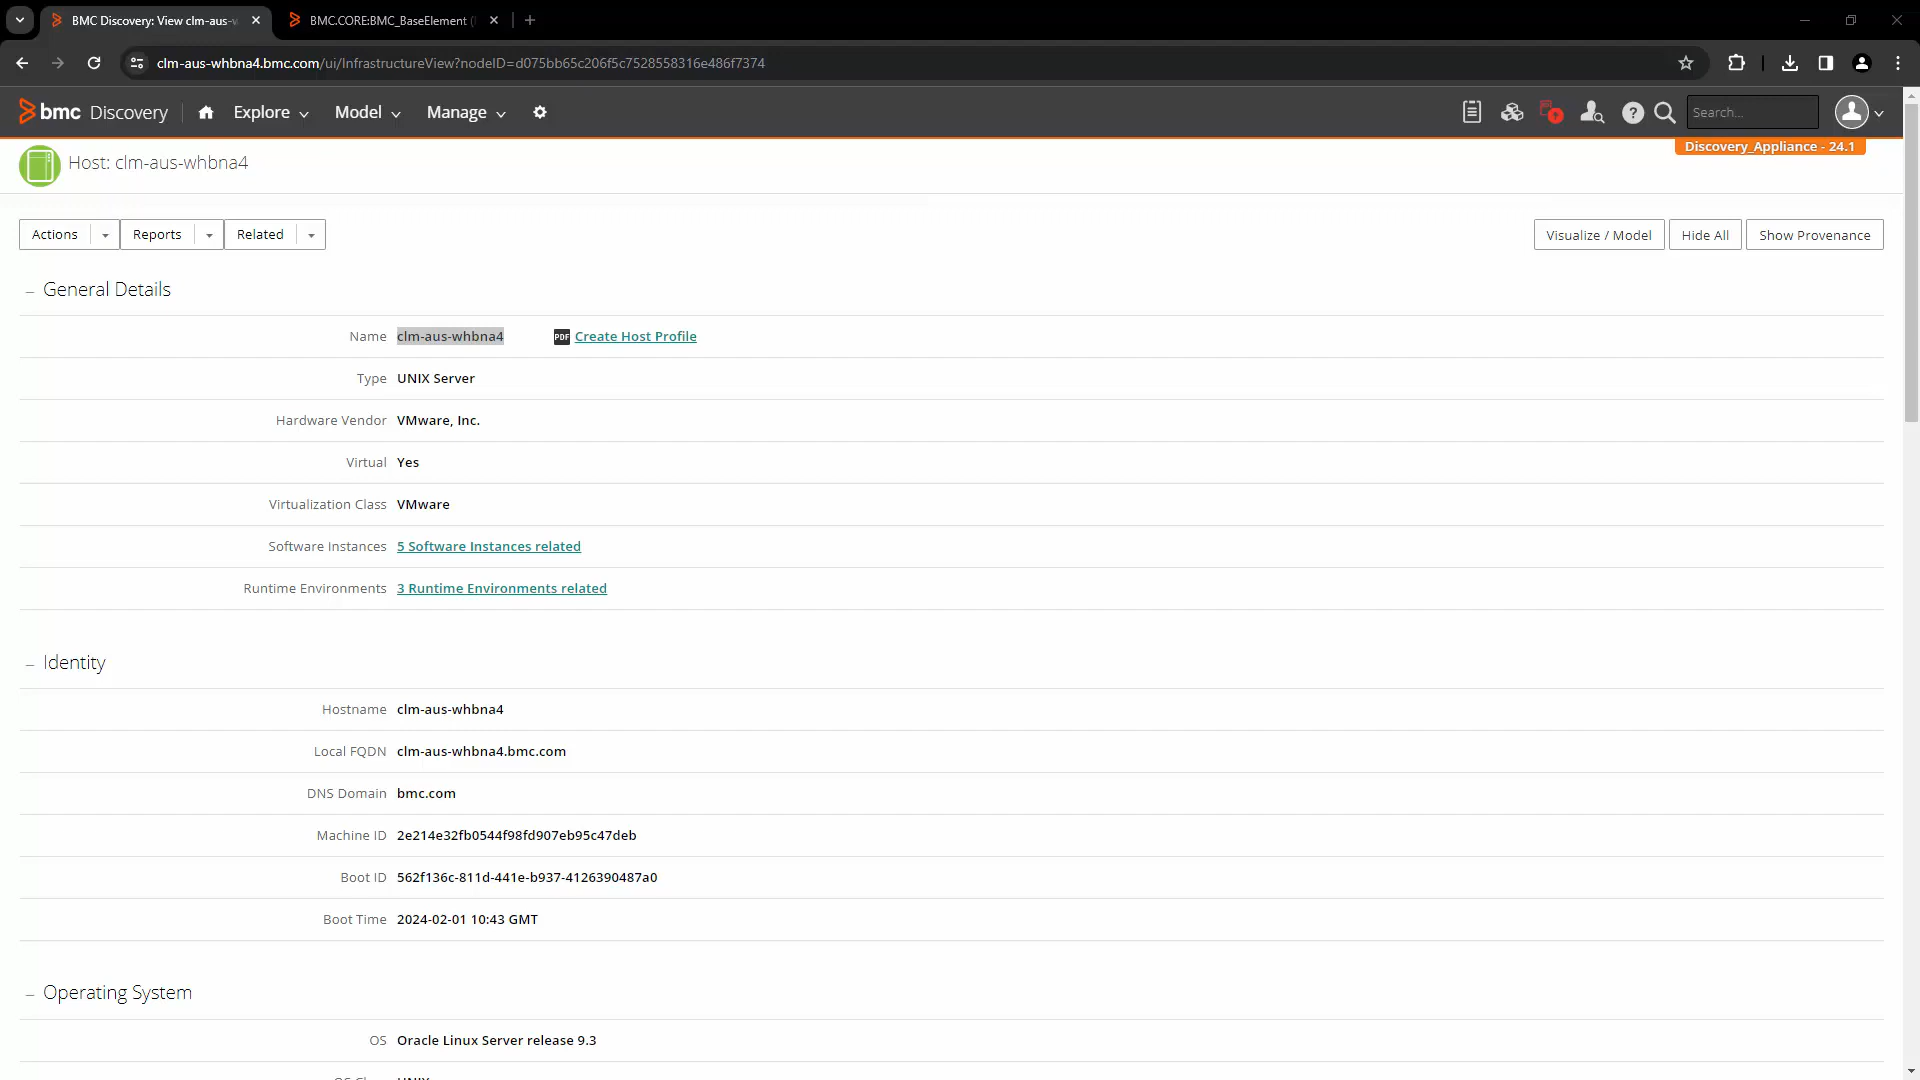 BMC Discovery: View clm-aus-w
BMC.CORE:BMC_BaseElement (
clm-aus-whbna4.bmc.com/ui/InfrastructureView?nodeID=d075bb65c206f5c7528558316e486f7374
bmc Discovery
Explore
Model
Manage
Search...
Host: clm-aus-whbna4
Discovery_Appliance - 24.1
Actions
Reports
Related
Visualize / Model
Hide All
Show Provenance
General Details
Name clm-aus-whbna4 PDF Create Host Profile
Type UNIX Server
Hardware Vendor VMware, Inc.
Virtual Yes
Virtualization Class VMware
Software Instances 5 Software Instances related
Runtime Environments 3 Runtime Environments related
Identity
Hostname clm-aus-whbna4
Local FQDN clm-aus-whbna4.bmc.com
DNS Domain bmc.com
Machine ID 2e214e32fb0544f98fd907eb95c47deb
Boot ID 562f136c-811d-441e-b937-4126390487a0
Boot Time 2024-02-01 10:43 GMT
Operating System
OS Oracle Linux Server release 9.3